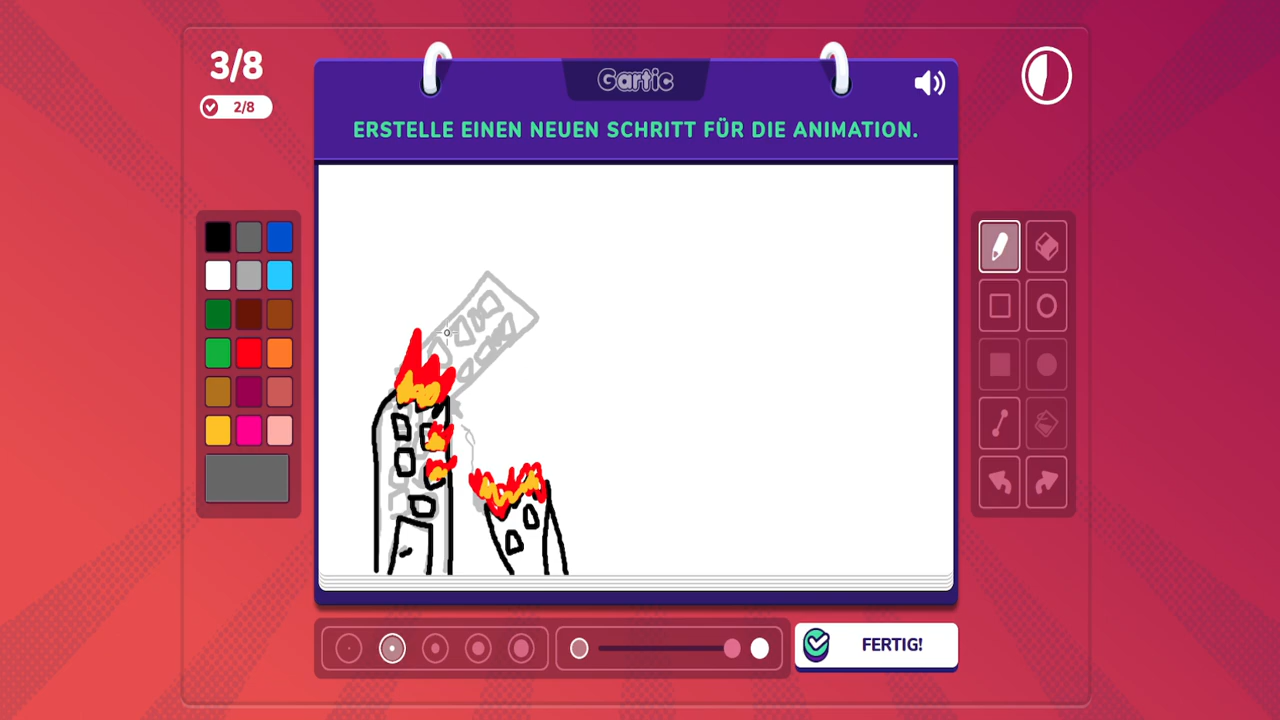 3/8
2/8
Gartic
ERSTELLE EINEN NEUEN SCHRITT FÜR DIE ANIMATION.
FERTIG!